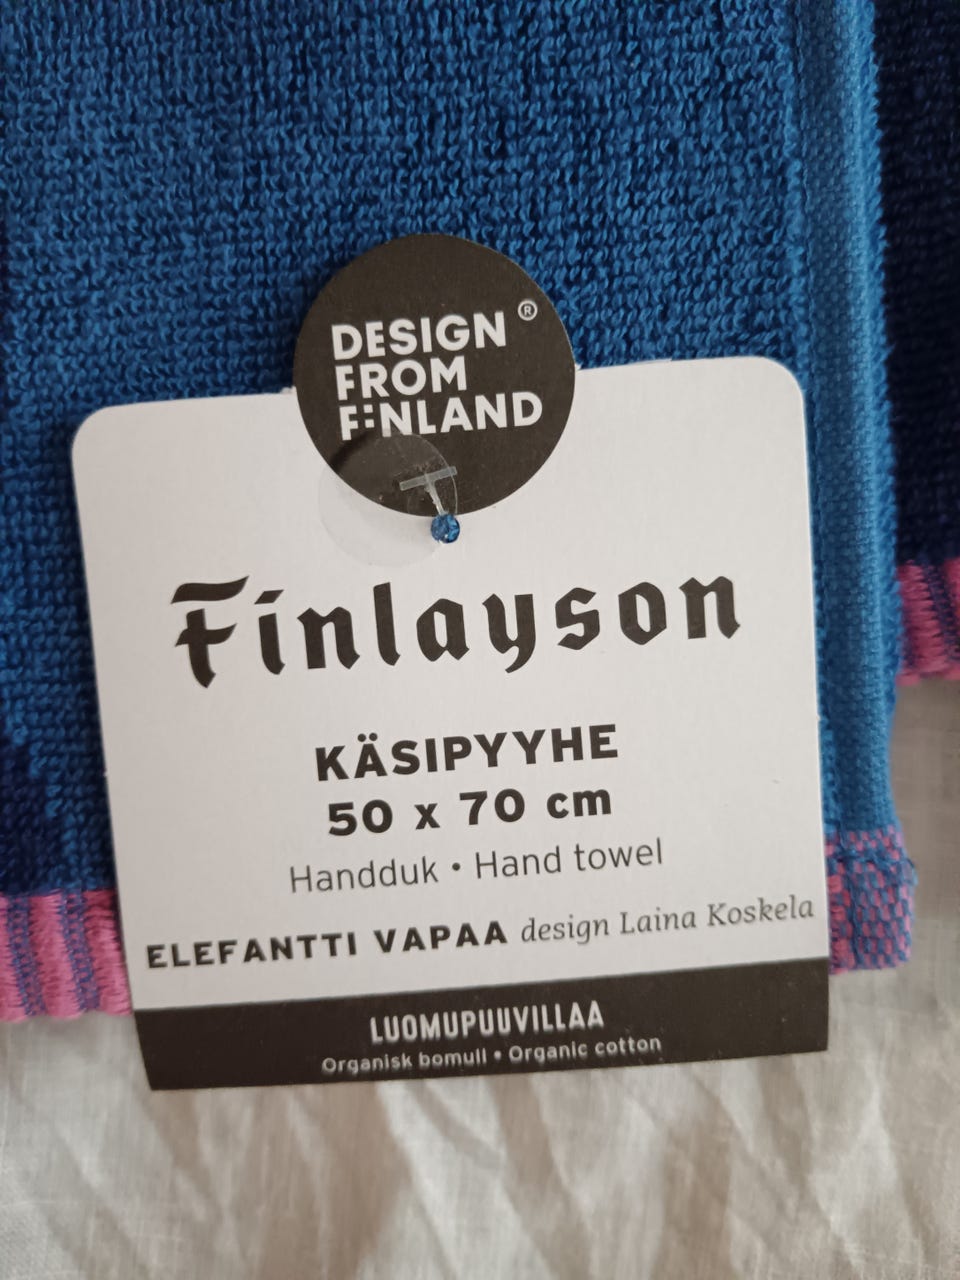 DESIGN ®
FROM
FINLAND
Finlayson
KÄSIPYYHE
50 x 70 cm
Handduk • Hand towel
ELEFANTTI VAPAA design Laina Koskela
LUOMUPUUVILLAA
Organisk bomull • Organic cotton